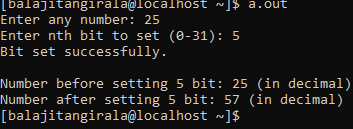 [balajitangirala@localhost ~]$ a.out
Enter any number: 25
Enter nth bit to set (0-31): 5
Bit set successfully.
Number before setting 5 bit: 25 (in decimal)
Number after setting 5 bit: 57 (in decimal)
[balajitangirala@localhost ~]$